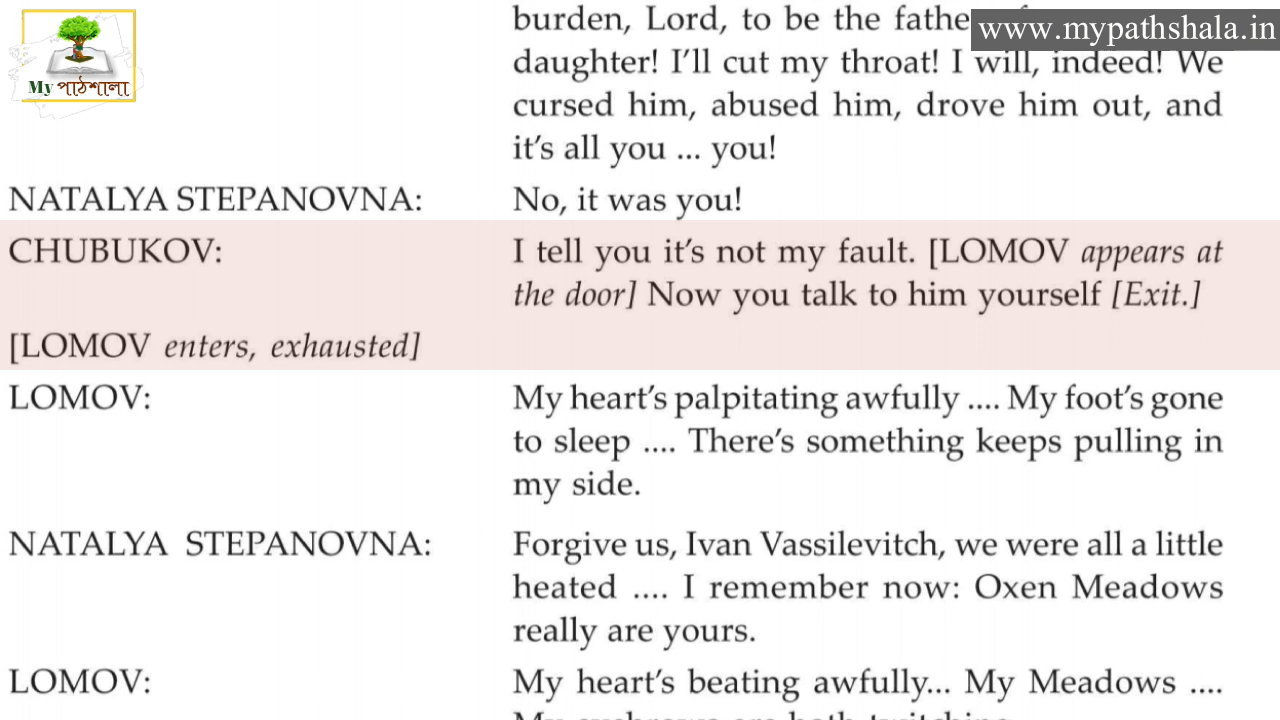 burden, Lord, to be the fathe
www.mypathshala.in
My পাঠশালা
daughter! I'll cut my throat! I will, indeed! We
cursed him, abused him, drove him out, and
it's all you ... you!
NATALYA STEPANOVNA: No, it was you!
CHUBUKOV: I tell you it's not my fault. [LOMOV appears at
the door] Now you talk to him yourself [Exit.]
[LOMOV enters, exhausted]
LOMOV: My heart's palpitating awfully .... My foot's gone
to sleep .... There's something keeps pulling in
my side.
NATALYA STEPANOVNA: Forgive us, Ivan Vassilevitch, we were all a little
heated .... I remember now: Oxen Meadows
really are yours.
LOMOV: My heart's beating awfully... My Meadows ....